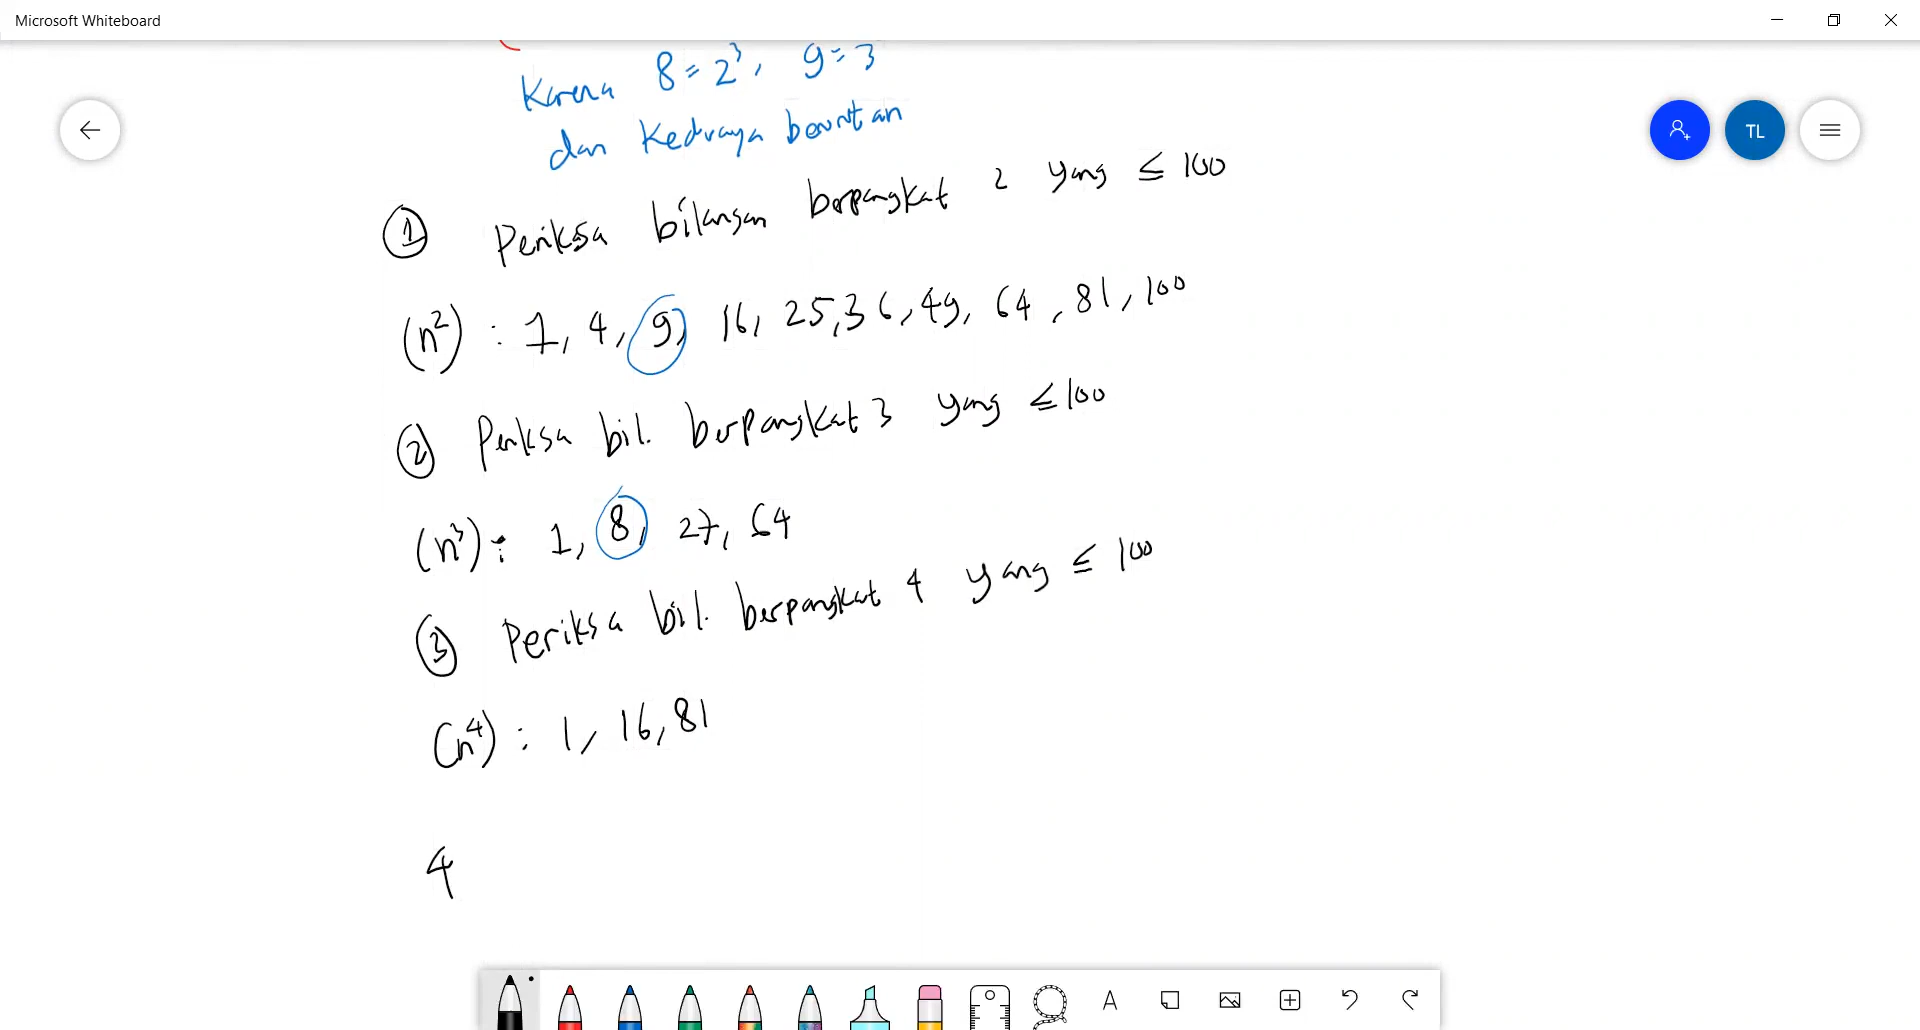 Microsoft Whiteboard
Karena 8 = 2³, 9 = 3
dan Keduanya berurutan
TL
① Periksa bilangan berpangkat 2 yang ≤ 100
(n²) : 1, 4, 9, 16, 25, 36, 49, 64, 81, 100
② Periksa bil. berpangkat 3 yang ≤ 100
(n³) : 1, 8, 27, 64
③ Periksa bil. berpangkat 4 yang ≤ 100
(n⁴) : 1, 16, 81
4